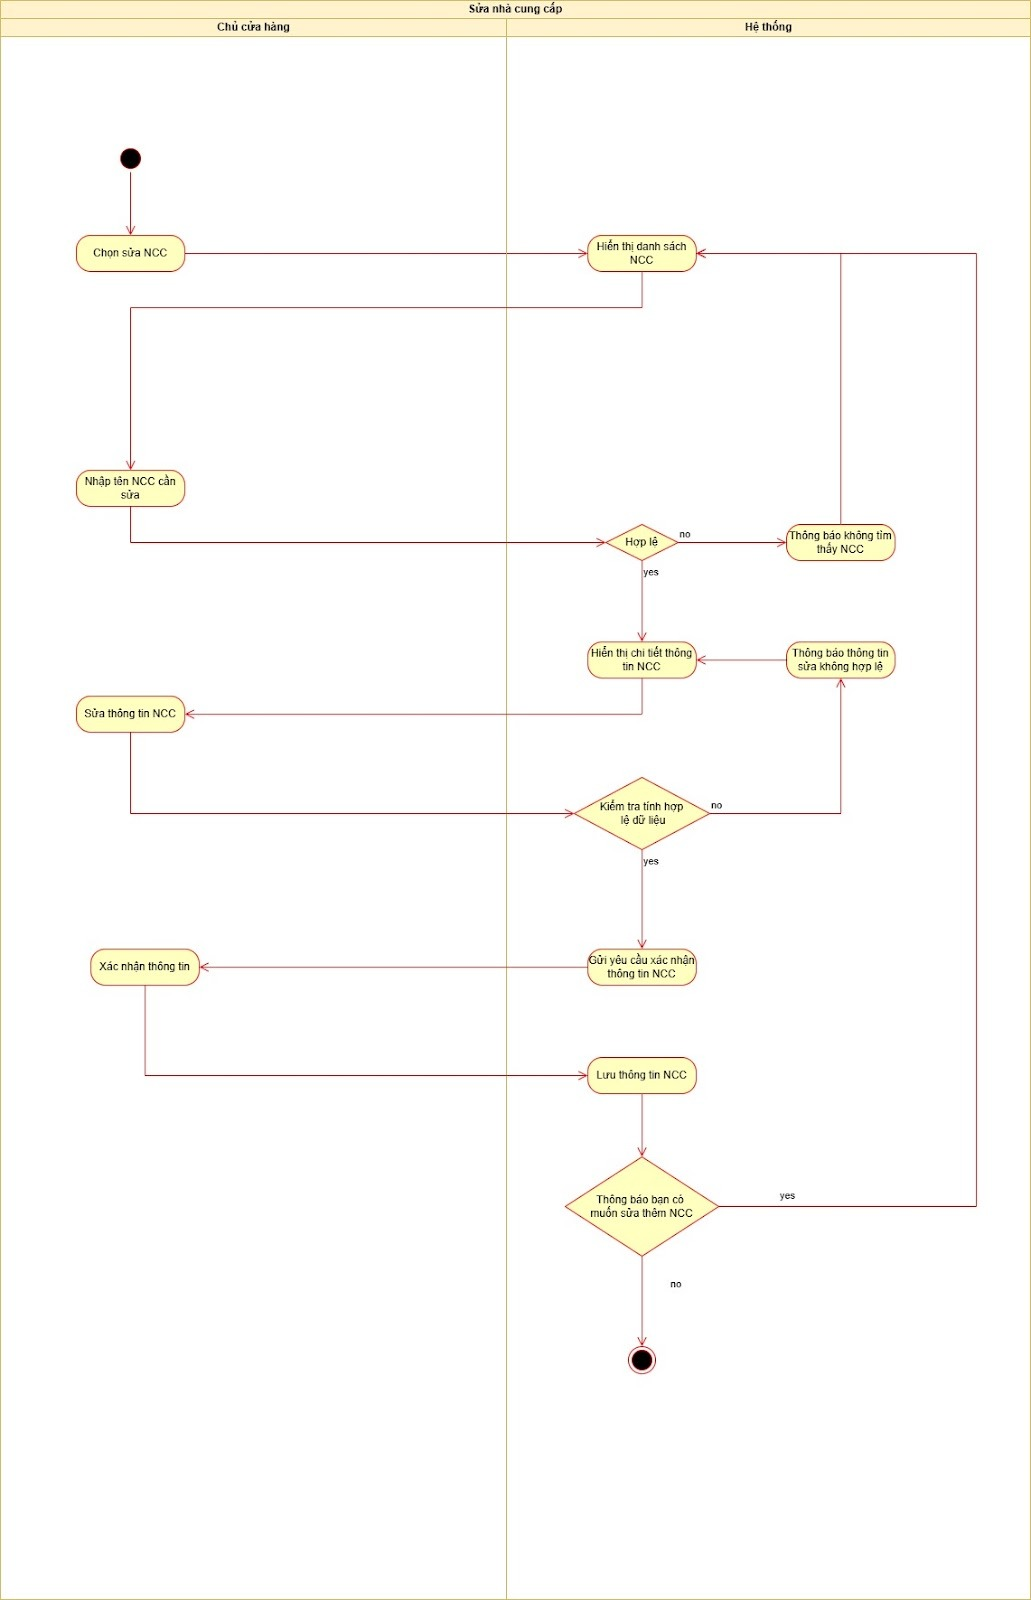 Sửa nhà cung cấp
Chủ cửa hàng
Hệ thống
Chọn sửa NCC
Hiển thị danh sách
NCC
Nhập tên NCC cần
sửa
Hợp lệ
no
Thông báo không tìm
thấy NCC
yes
Hiển thị chi tiết thông
tin NCC
Thông báo thông tin
sửa không hợp lệ
Sửa thông tin NCC
Kiểm tra tính hợp
lệ dữ liệu
no
yes
Xác nhận thông tin
Gửi yêu cầu xác nhận
thông tin NCC
Lưu thông tin NCC
Thông báo bạn có
muốn sửa thêm NCC
yes
no